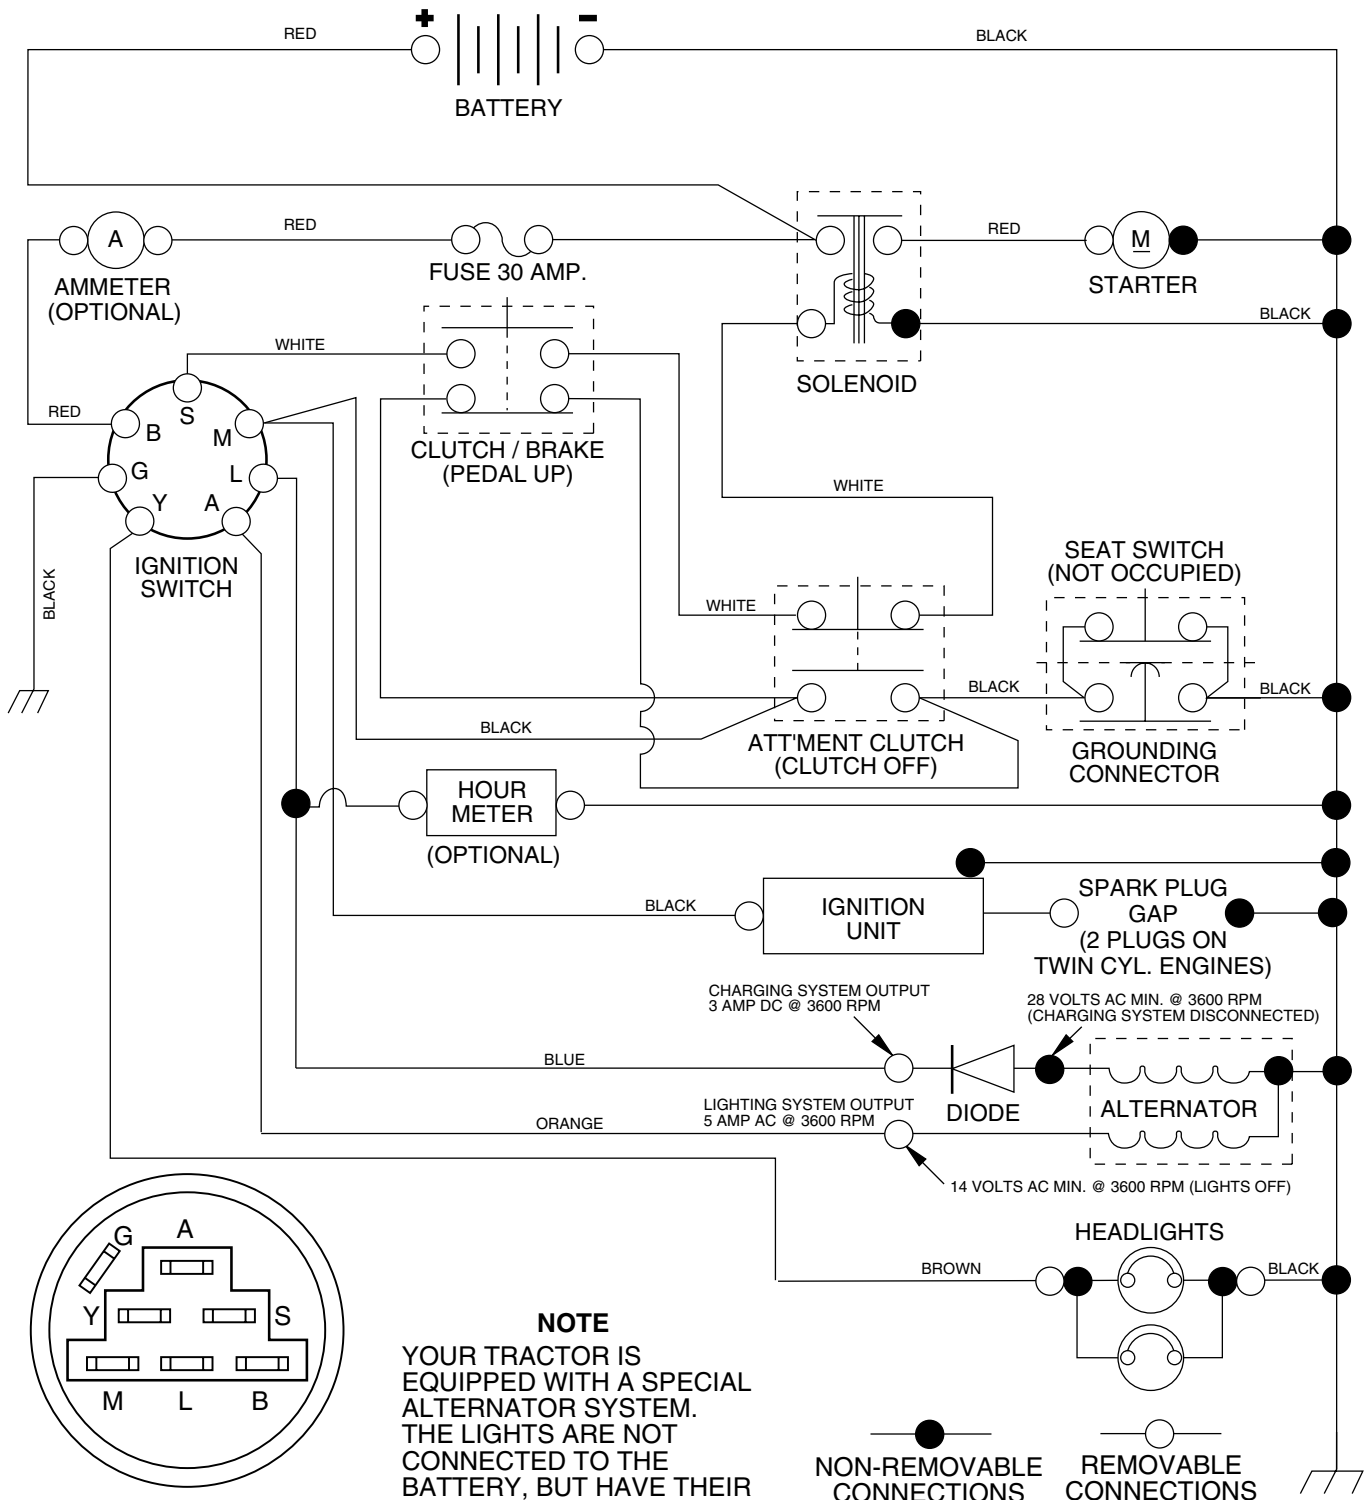 + −
RED
BLACK
BATTERY
A
RED
RED
M
AMMETER
(OPTIONAL)
FUSE 30 AMP.
STARTER
BLACK
WHITE
SOLENOID
RED
S
B
M
CLUTCH / BRAKE
(PEDAL UP)
G
L
Y
A
WHITE
IGNITION
SWITCH
BLACK
SEAT SWITCH
(NOT OCCUPIED)
WHITE
BLACK
BLACK
BLACK
ATT'MENT CLUTCH
(CLUTCH OFF)
GROUNDING
CONNECTOR
HOUR
METER
(OPTIONAL)
BLACK
IGNITION
UNIT
SPARK PLUG
GAP
(2 PLUGS ON
TWIN CYL. ENGINES)
CHARGING SYSTEM OUTPUT
3 AMP DC @ 3600 RPM
28 VOLTS AC MIN. @ 3600 RPM
(CHARGING SYSTEM DISCONNECTED)
BLUE
DIODE
ALTERNATOR
LIGHTING SYSTEM OUTPUT
5 AMP AC @ 3600 RPM
ORANGE
14 VOLTS AC MIN. @ 3600 RPM (LIGHTS OFF)
HEADLIGHTS
BROWN
BLACK
G
A
Y
S
M L B
NOTE
YOUR TRACTOR IS
EQUIPPED WITH A SPECIAL
ALTERNATOR SYSTEM.
THE LIGHTS ARE NOT
CONNECTED TO THE
BATTERY, BUT HAVE THEIR
NON-REMOVABLE
CONNECTIONS
REMOVABLE
CONNECTIONS